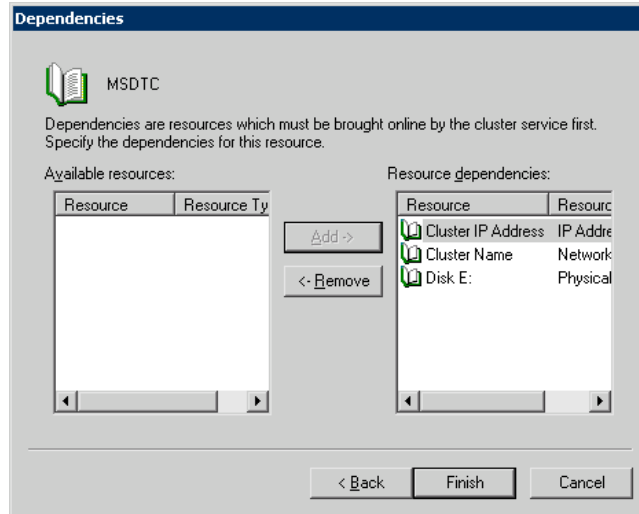 Dependencies
MSDTC
Dependencies are resources which must be brought online by the cluster service first.
Specify the dependencies for this resource.
Available resources:
Resource dependencies:
Resource Resource Ty
Resource Resourc
Add ->
<- Remove
Cluster IP Address IP Addre
Cluster Name Network
Disk E: Physical
< Back Finish Cancel